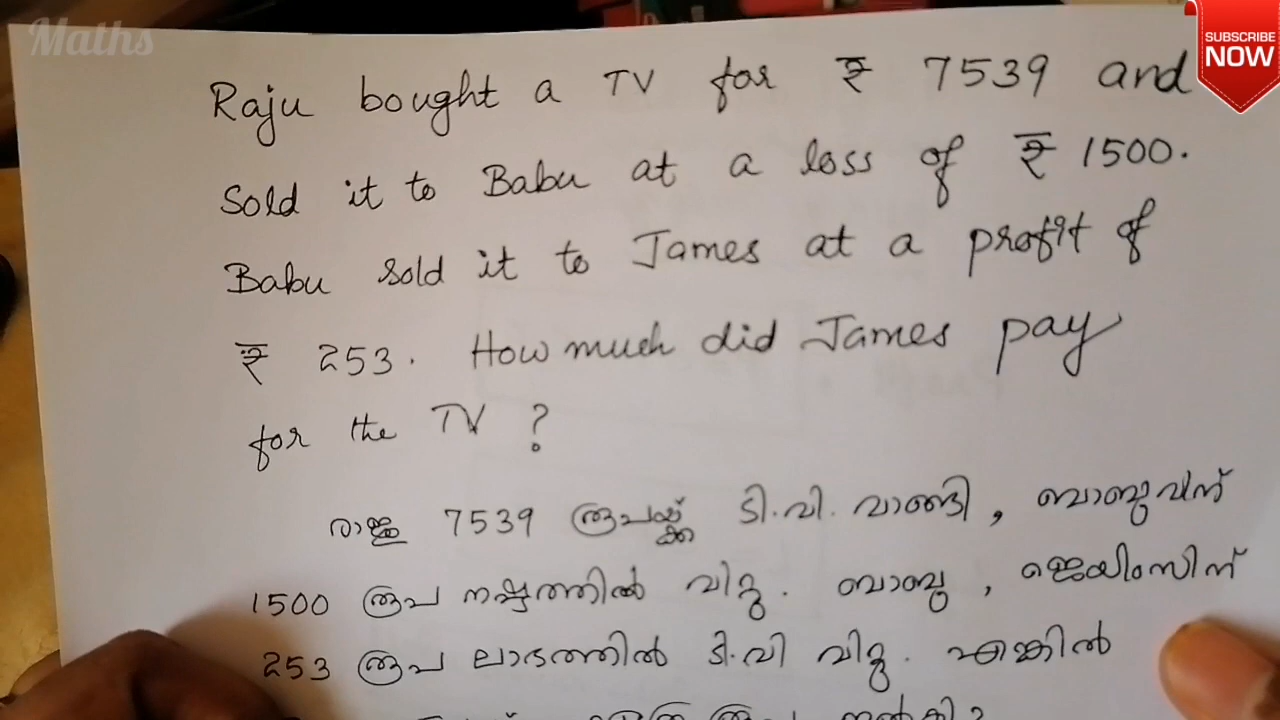 Maths
SUBSCRIBE
NOW
Raju bought a TV for ₹ 7539 and
Sold it to Babu at a loss of ₹ 1500.
Babu sold it to James at a profit of
₹ 253. How much did James pay
for the TV ?
രാജു 7539 രൂപയ്ക്ക് ടി.വി. വാങ്ങി, ബാബുവിന്
1500 രൂപ നഷ്ടത്തിൽ വിറ്റു. ബാബു, ജെയിംസിന്
253 രൂപ ലാഭത്തിൽ ടി.വി വിറ്റു. എങ്കിൽ